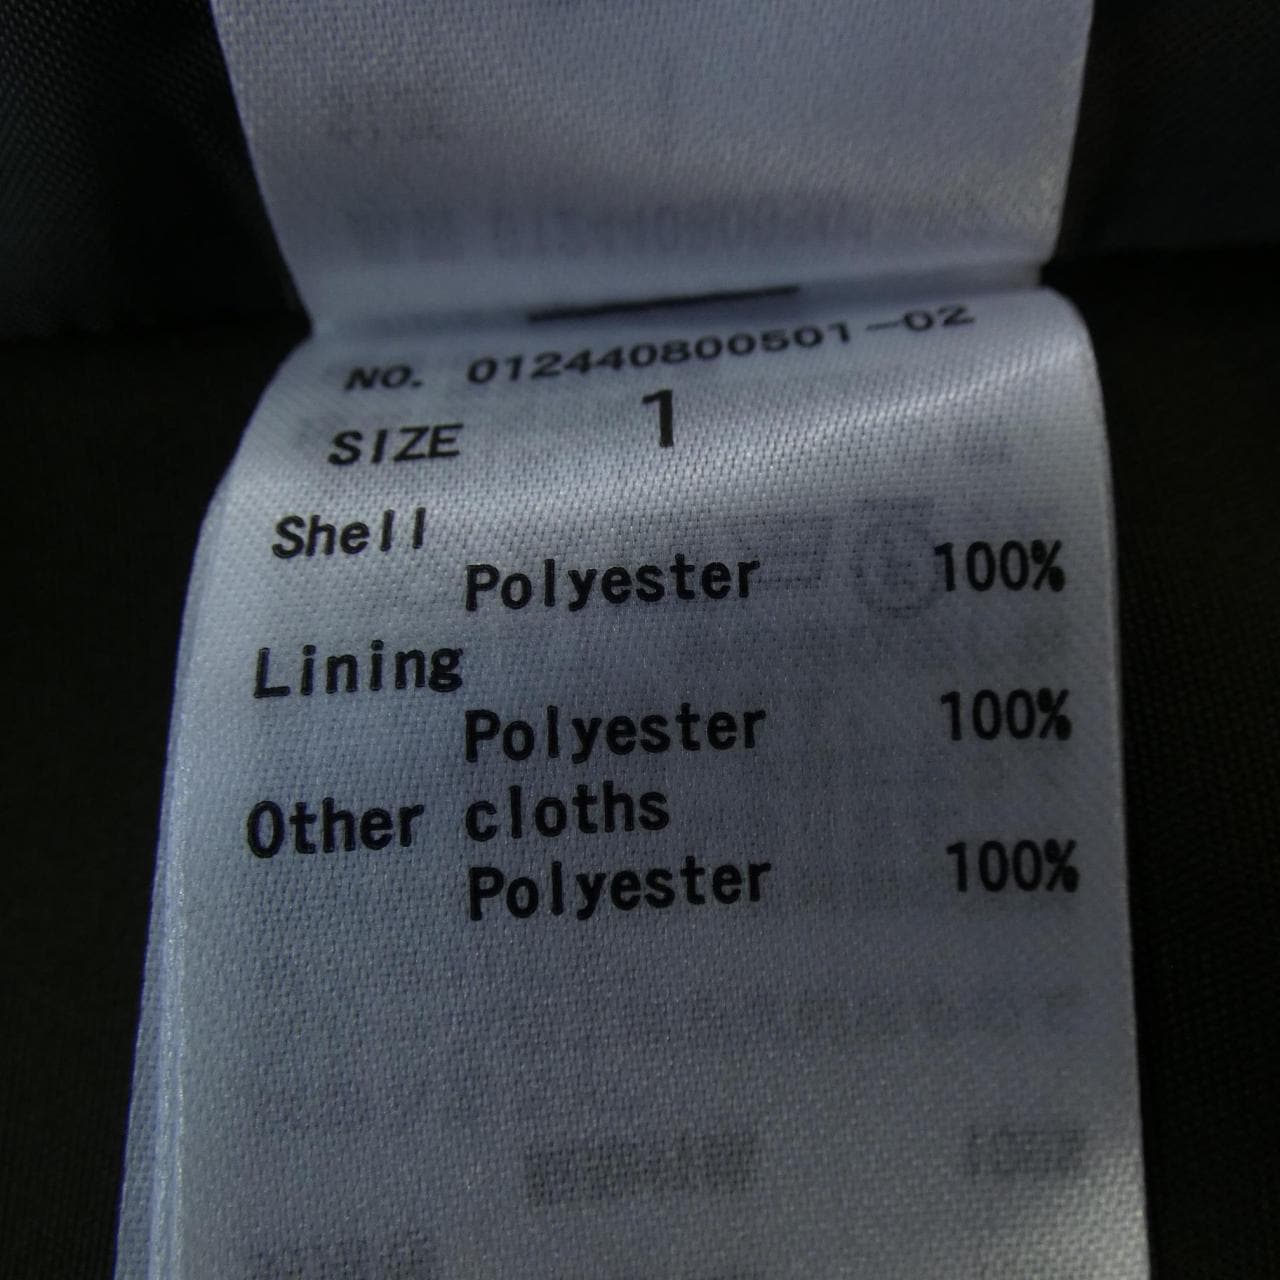 NO. 012440800501-02
SIZE 1
Shell
Polyester 100%
Lining
Polyester 100%
Other cloths
Polyester 100%